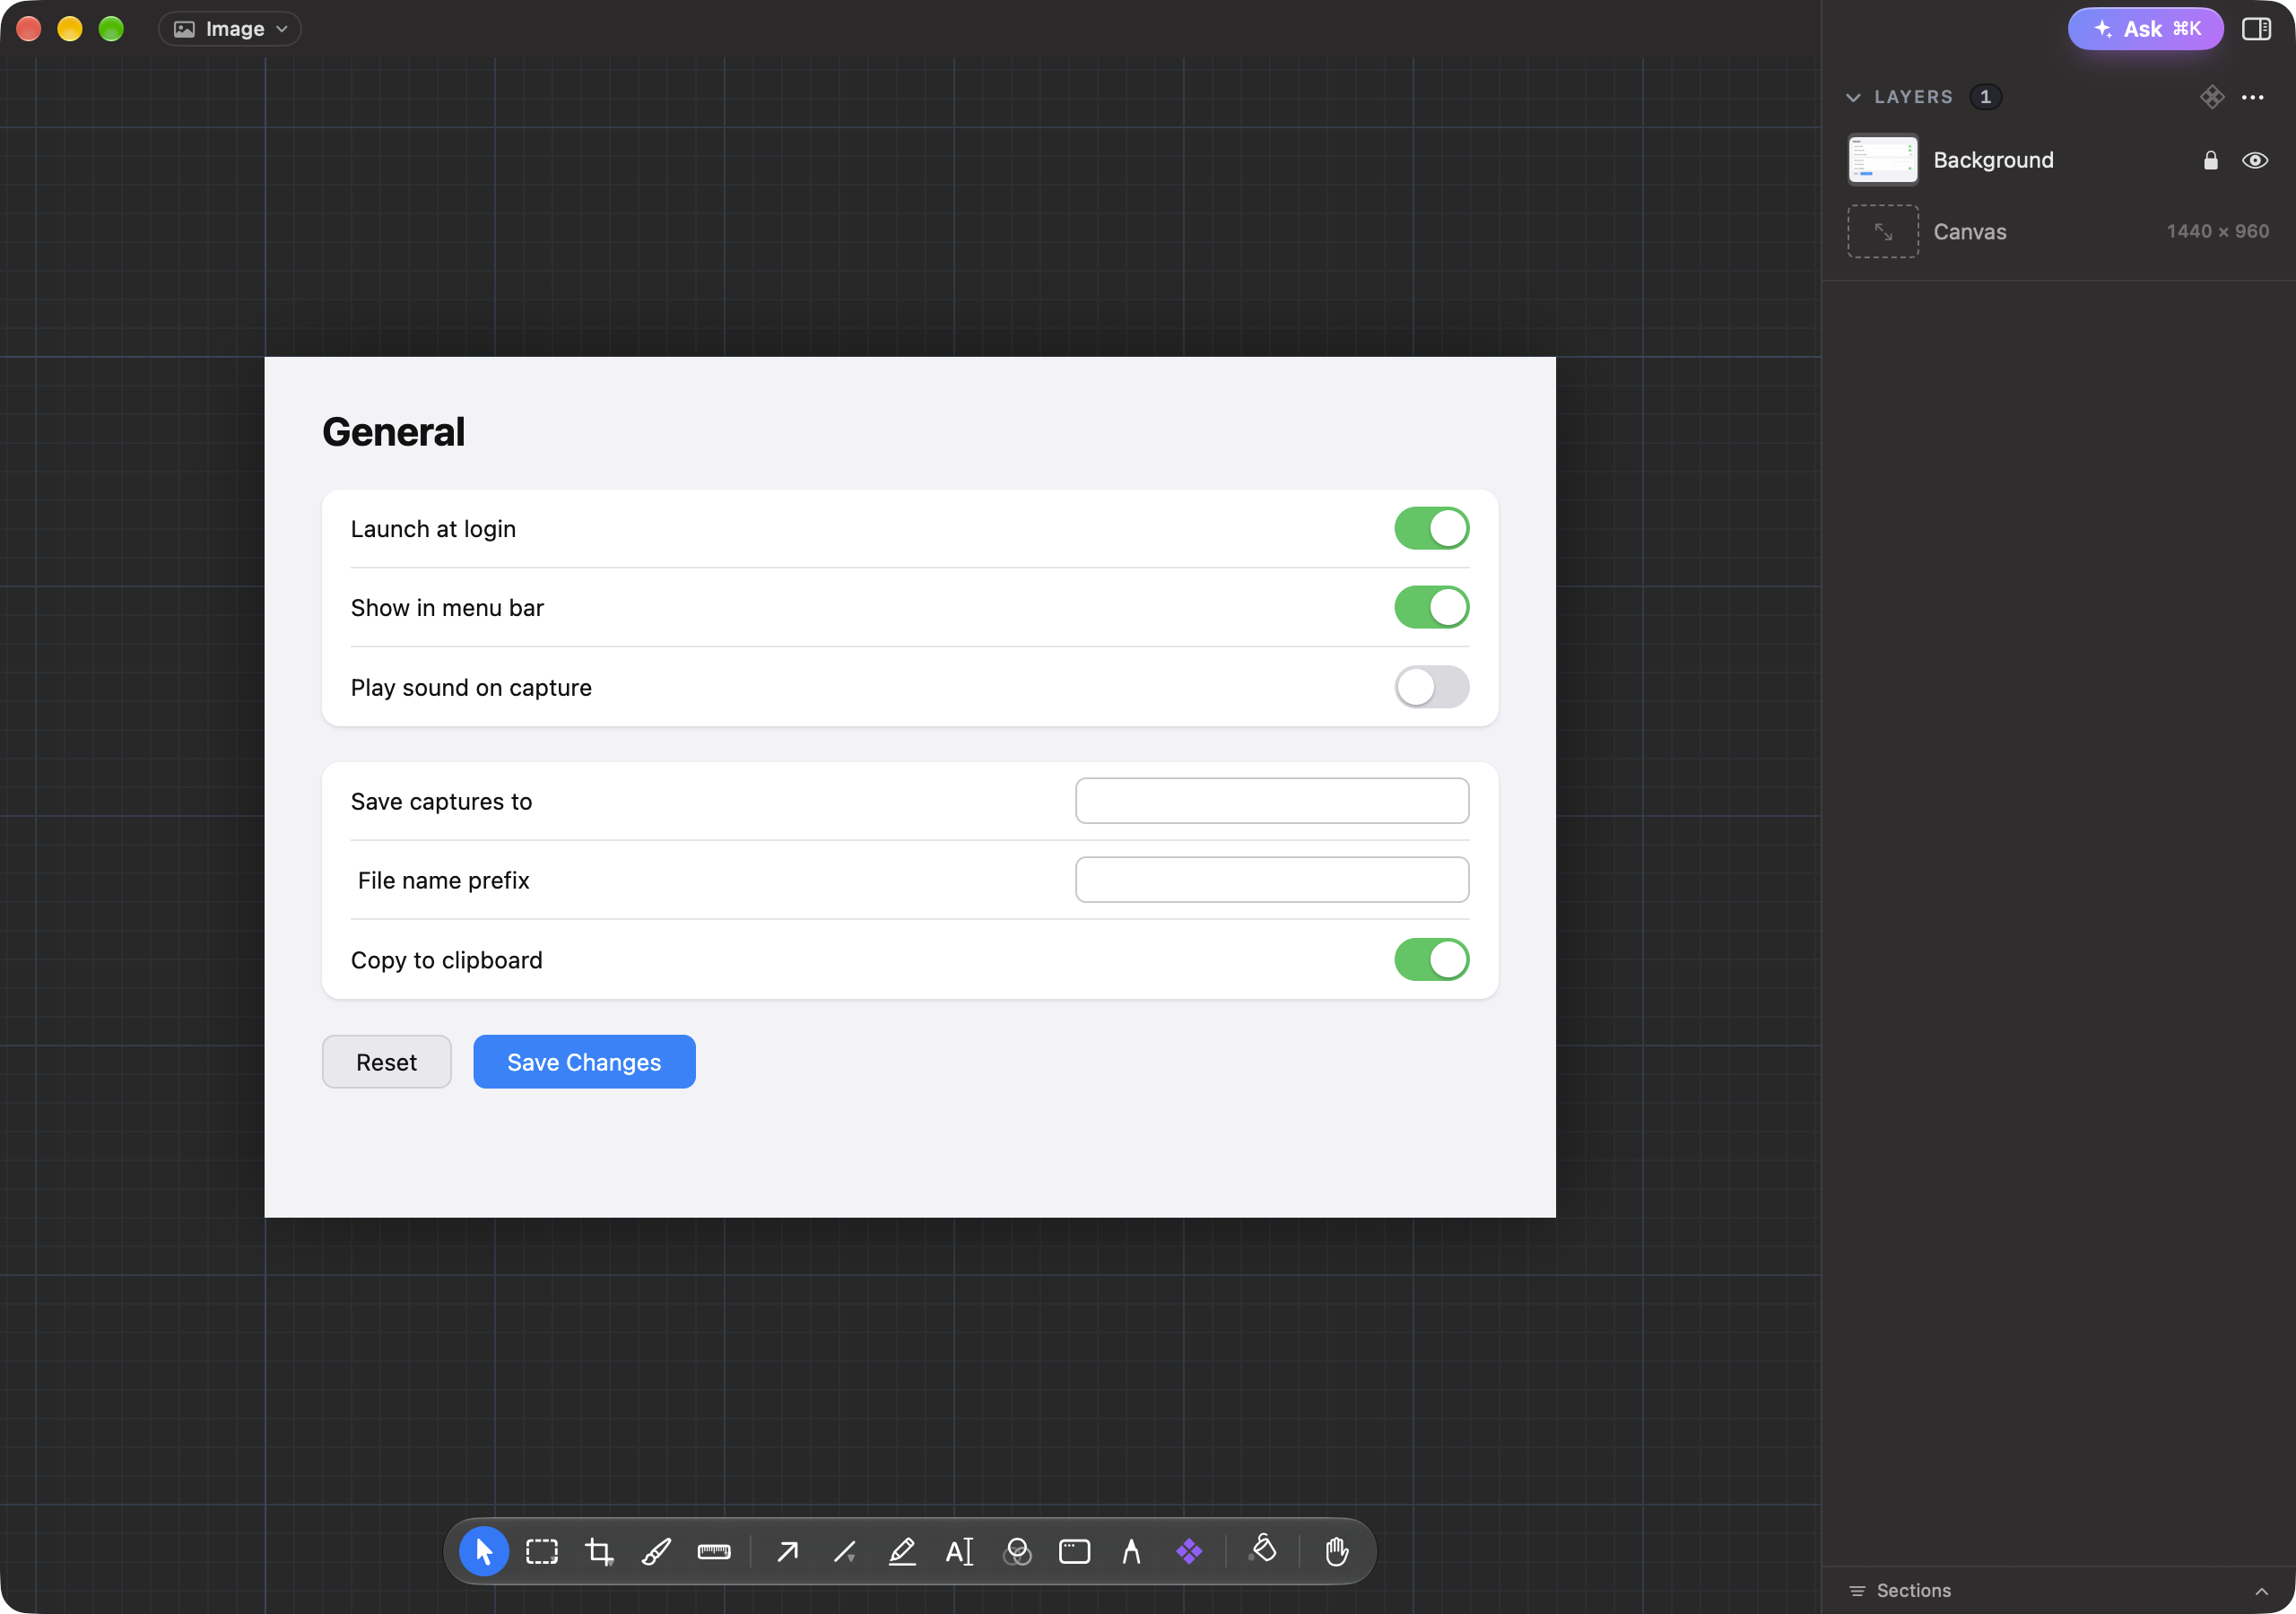 Image
Ask ⌘K
LAYERS 1
Background
Canvas 1440 × 960
General
Launch at login
Show in menu bar
Play sound on capture
Save captures to
File name prefix
Copy to clipboard
Reset
Save Changes
Sections